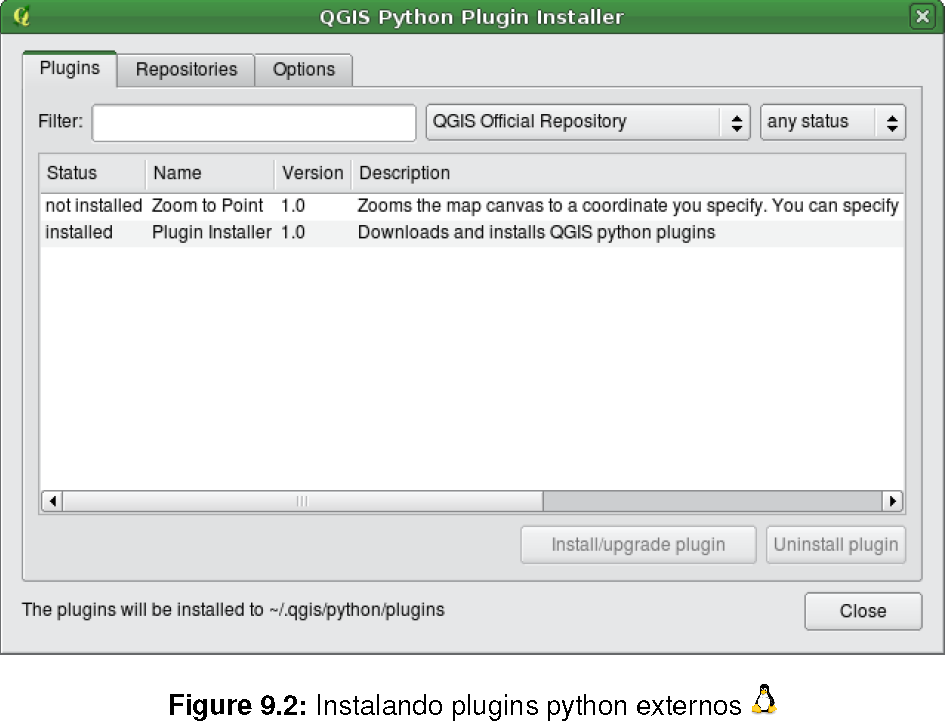 QGIS Python Plugin Installer
Plugins Repositories Options
Filter: QGIS Official Repository any status
Status Name Version Description
not installed Zoom to Point 1.0 Zooms the map canvas to a coordinate you specify. You can specify
installed Plugin Installer 1.0 Downloads and installs QGIS python plugins
Install/upgrade plugin Uninstall plugin
The plugins will be installed to ~/.qgis/python/plugins Close
Figure 9.2: Instalando plugins python externos